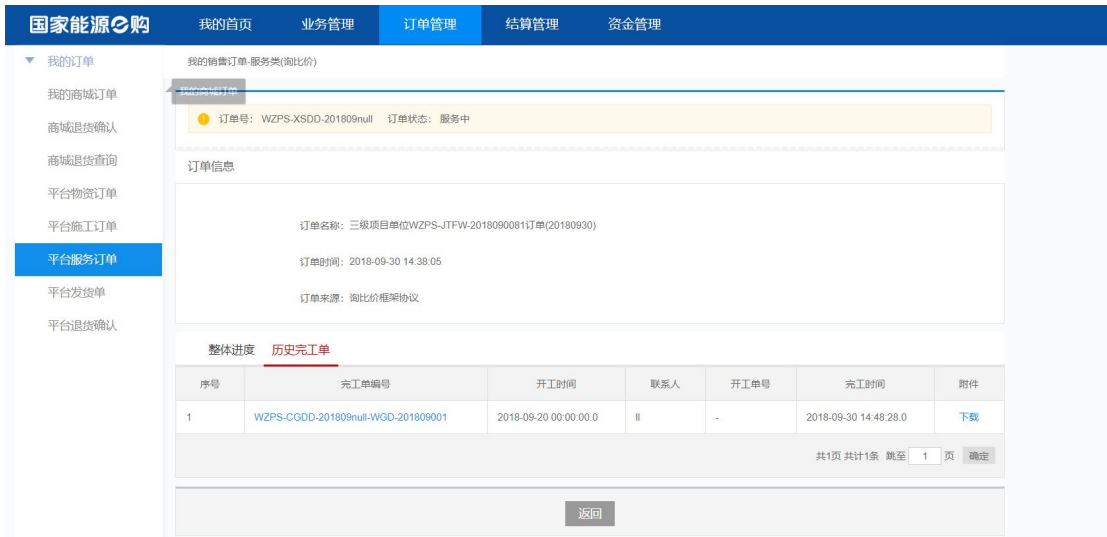 国家能源e购 我的首页 业务管理 订单管理 结算管理 资金管理
我的订单
我的商城订单
商城退货确认
商城退货查询
平台物资订单
平台施工订单
平台服务订单
平台发货单
平台退货确认
我的销售订单-服务类(询比价)
我的商城订单
订单号: WZPS-XSDD-201809null 订单状态: 服务中
订单信息
订单名称: 三级项目单位WZPS-JTFW-2018090081订单(20180930)
订单时间: 2018-09-30 14:38:05
订单来源: 询比价框架协议
整体进度 历史完工单
序号 完工单编号 开工时间 联系人 开工单号 完工时间 附件
1 WZPS-CGDD-201809null-WGD-201809001 2018-09-20 00:00:00.0 ll - 2018-09-30 14:48:28.0 下载
共1页 共计1条 跳至 1 页 确定
返回